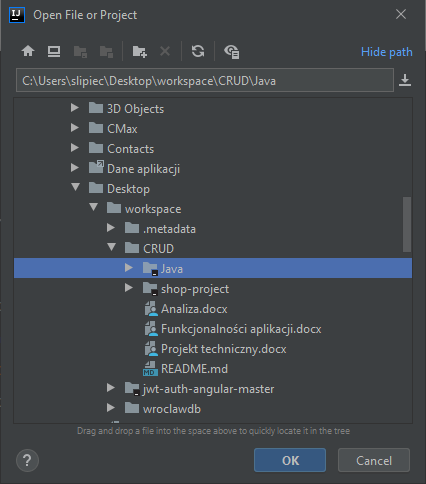 IJ
Open File or Project
Hide path
C:\Users\slipiec\Desktop\workspace\CRUD\Java
3D Objects
CMax
Contacts
Dane aplikacji
Desktop
workspace
.metadata
CRUD
Java
shop-project
Analiza.docx
Funkcjonalności aplikacji.docx
Projekt techniczny.docx
MD README.md
jwt-auth-angular-master
wroclawdb
Drag and drop a file into the space above to quickly locate it in the tree
? OK Cancel